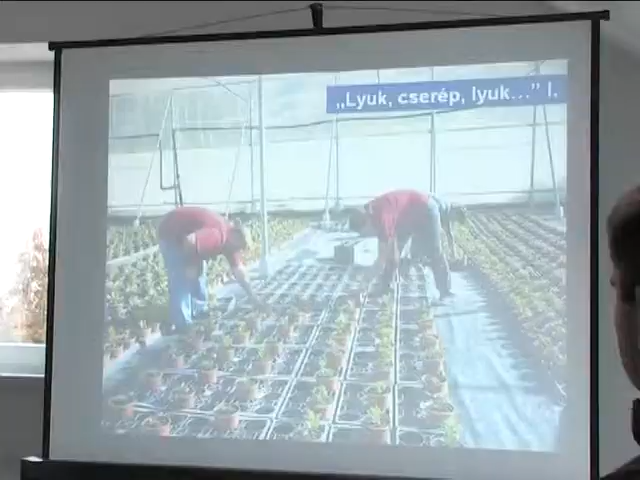 „Lyuk, cserép, lyuk…” I.